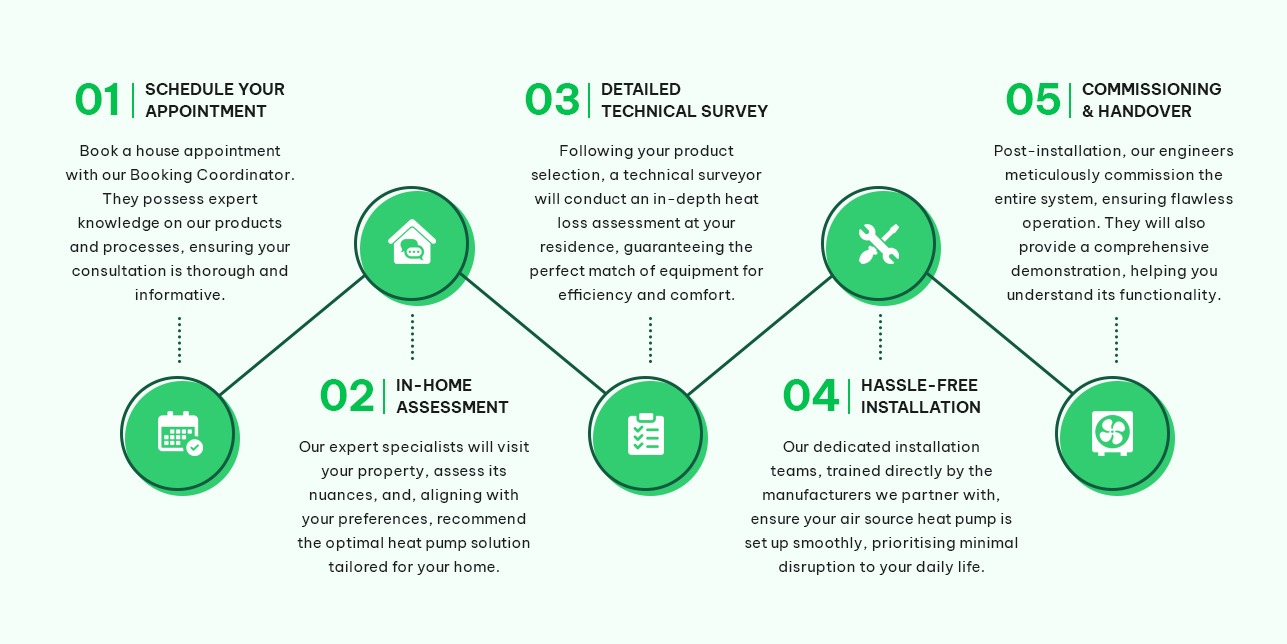 01
SCHEDULE YOUR
APPOINTMENT
Book a house appointment
with our Booking Coordinator.
They possess expert
knowledge on our products
and processes, ensuring your
consultation is thorough and
informative.
02
IN-HOME
ASSESSMENT
Our expert specialists will visit
your property, assess its
nuances, and, aligning with
your preferences, recommend
the optimal heat pump solution
tailored for your home.
03
DETAILED
TECHNICAL SURVEY
Following your product
selection, a technical surveyor
will conduct an in-depth heat
loss assessment at your
residence, guaranteeing the
perfect match of equipment for
efficiency and comfort.
04
HASSLE-FREE
INSTALLATION
Our dedicated installation
teams, trained directly by the
manufacturers we partner with,
ensure your air source heat pump is
set up smoothly, prioritising minimal
disruption to your daily life.
05
COMMISSIONING
& HANDOVER
Post-installation, our engineers
meticulously commission the
entire system, ensuring flawless
operation. They will also
provide a comprehensive
demonstration, helping you
understand its functionality.